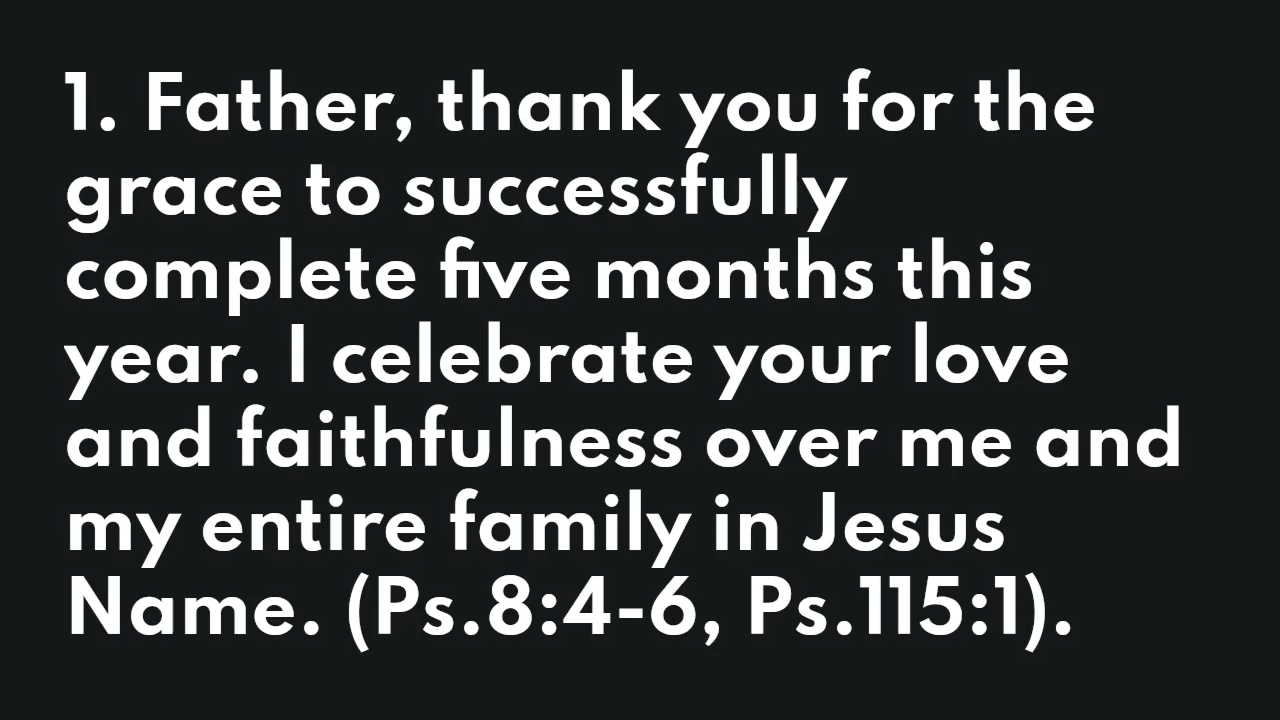 1. Father, thank you for the
grace to successfully
complete five months this
year. I celebrate your love
and faithfulness over me and
my entire family in Jesus
Name. (Ps.8:4-6, Ps.115:1).